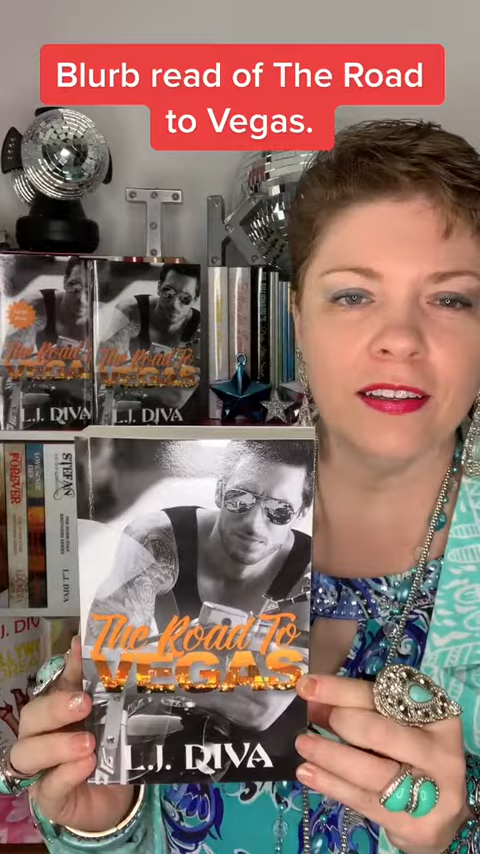 Blurb read of The Road
to Vegas.
The Road To
VEGAS
L.J. DIVA
The Road To
VEGAS
L.J. DIVA
FOREVER
STEFAN
L.J. DIVA
J. DIV
The Road To
VEGAS
L.J. DIVA